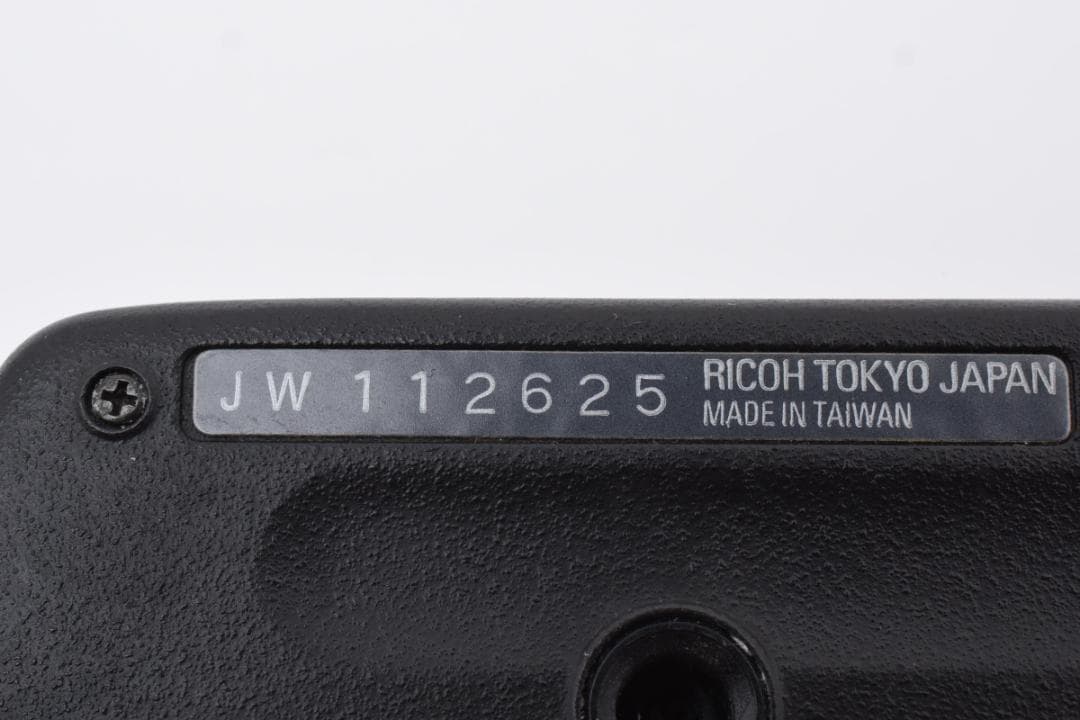 JW 112625
RICOH TOKYO JAPAN
MADE IN TAIWAN